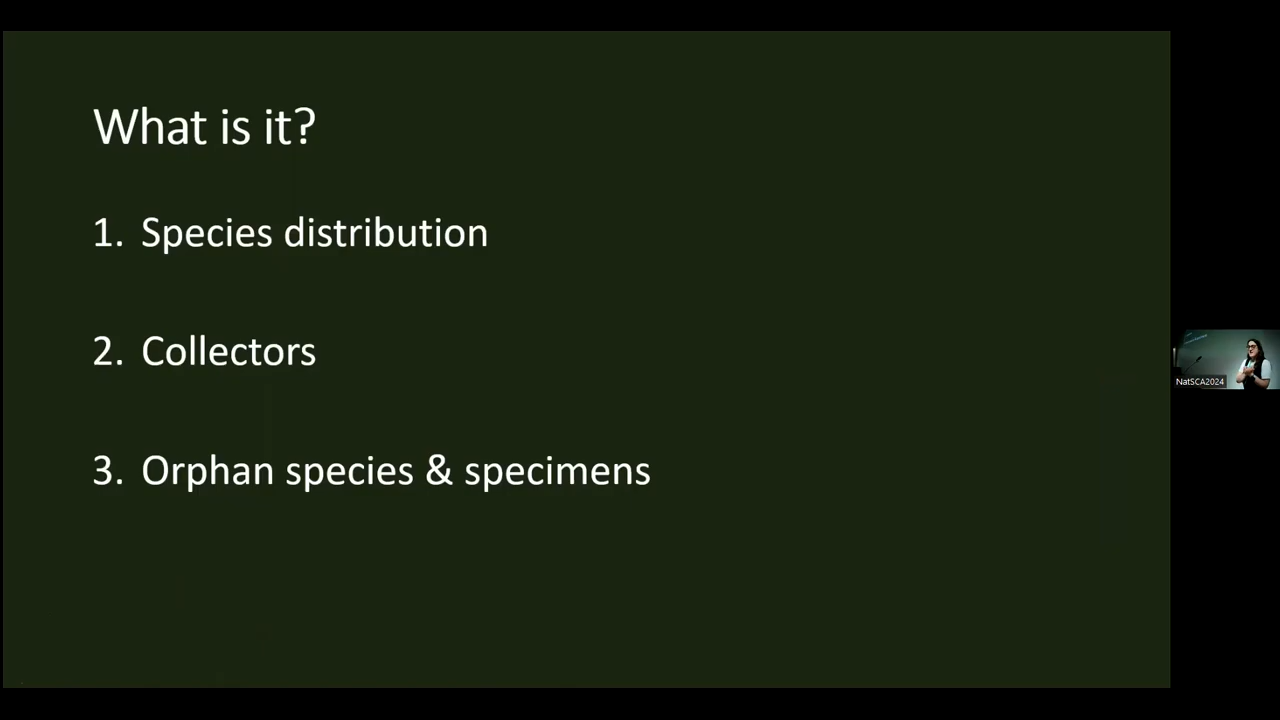 What is it?
1. Species distribution
2. Collectors
3. Orphan species & specimens
NatSCA2024